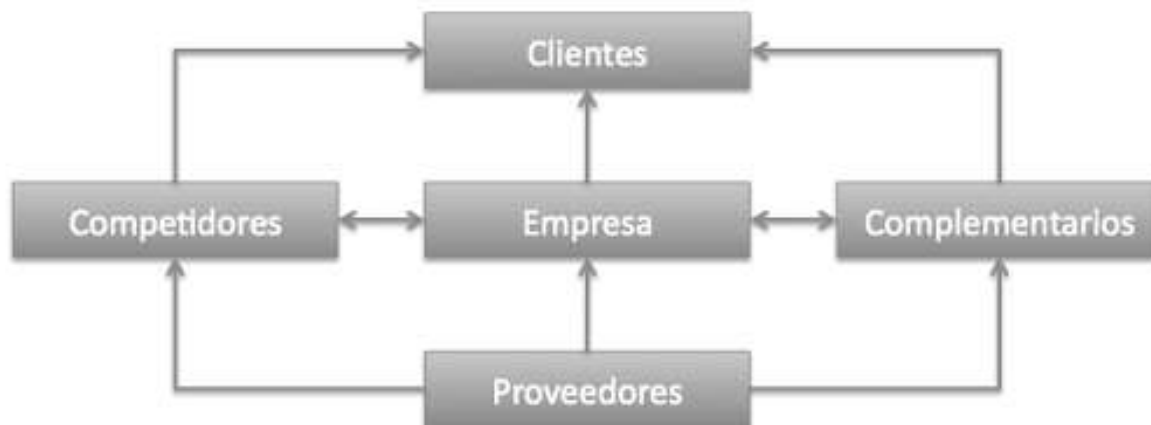 Clientes
Competidores
Empresa
Complementarios
Proveedores